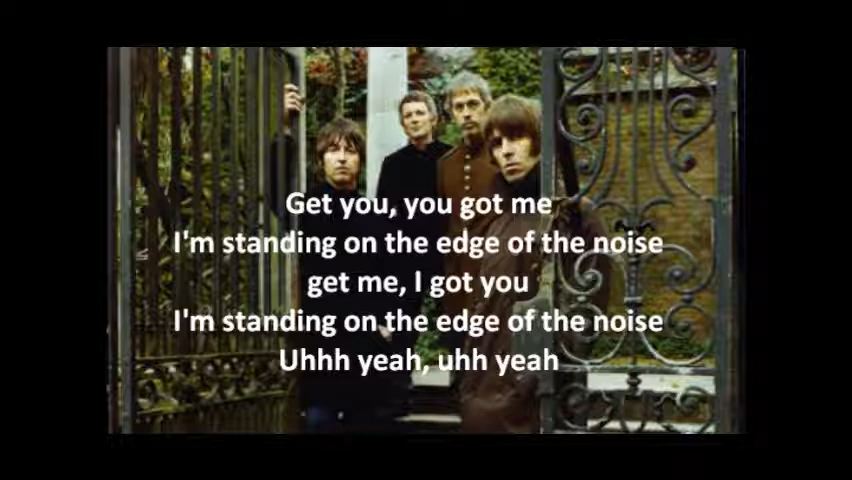 Get you, you got me
I'm standing on the edge of the noise
get me, I got you
I'm standing on the edge of the noise
Uhhh yeah, uhh yeah